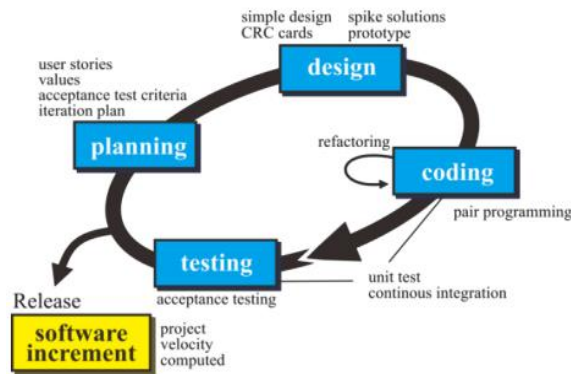 simple design
CRC cards
spike solutions
prototype
design
user stories
values
acceptance test criteria
iteration plan
planning
refactoring
coding
pair programming
testing
unit test
continous integration
acceptance testing
Release
software
increment
project
velocity
computed